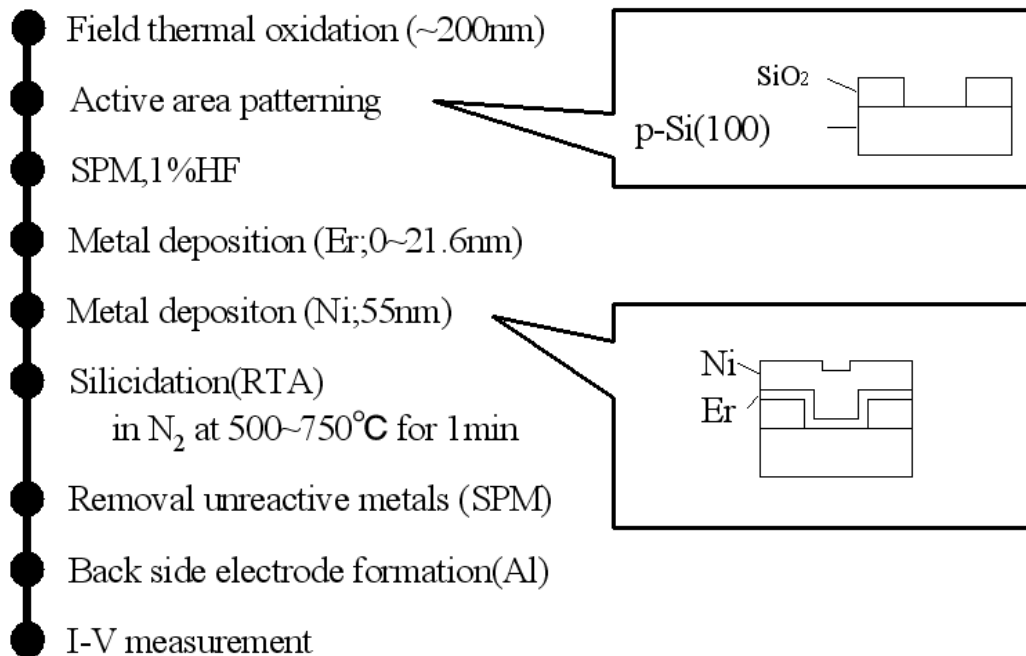 Field thermal oxidation (~200nm)
Active area patterning
SPM,1%HF
Metal deposition (Er;0~21.6nm)
Metal depositon (Ni;55nm)
Silicidation(RTA)
in N₂ at 500~750℃ for 1min
Removal unreactive metals (SPM)
Back side electrode formation(Al)
I-V measurement
SiO₂
p-Si(100)
Ni
Er